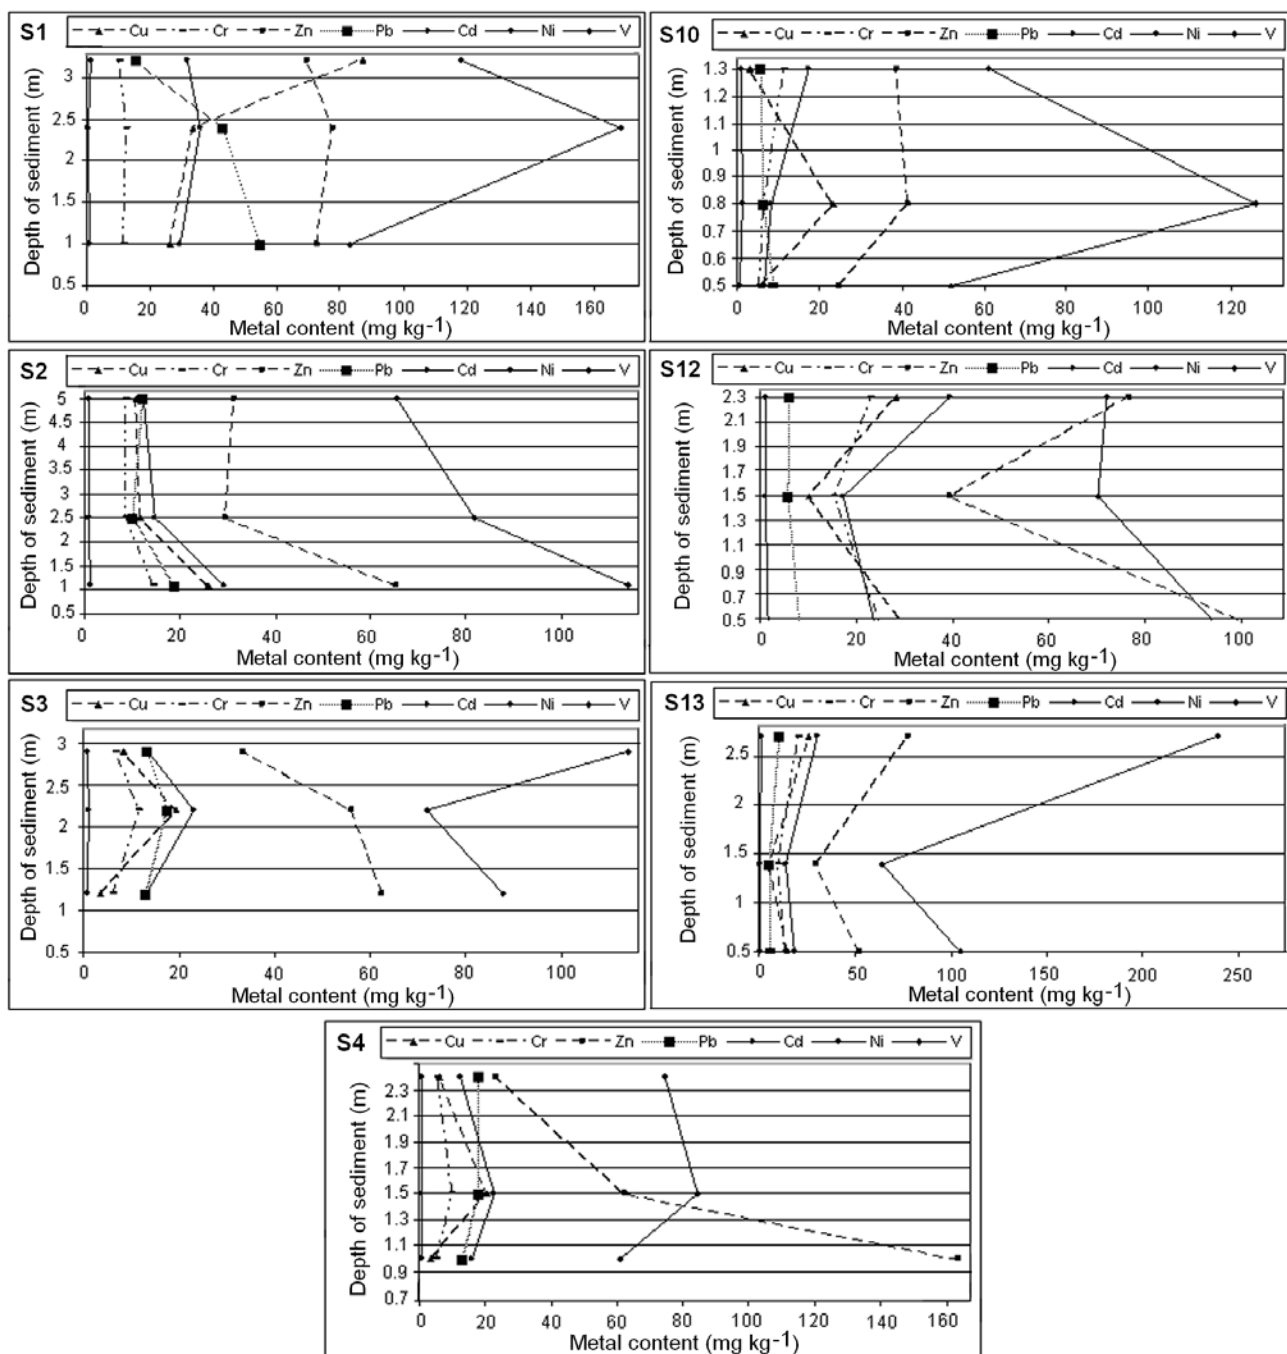 S1 Cu Cr Zn Pb Cd Ni V
Depth of sediment (m)
3
2.5
2
1.5
1
0.5
0 20 40 60 80 100 120 140 160
Metal content (mg kg-1)
S10 Cu Cr Zn Pb Cd Ni V
Depth of sediment (m)
1.3
1.3
1.1
1
0.9
0.8
0.7
0.6
0.5
0 20 40 60 80 100 120
Metal content (mg kg-1)
S2 Cu Cr Zn Pb Cd Ni V
Depth of sediment (m)
5
4.5
4
3.5
3
2.5
2
1.5
1
0.5
0 20 40 60 80 100
Metal content (mg kg-1)
S12 Cu Cr Zn Pb Cd Ni V
Depth of sediment (m)
2.3
2.1
1.9
1.7
1.5
1.3
1.1
0.9
0.7
0.5
0 20 40 60 80 100
Metal content (mg kg-1)
S3 Cu Cr Zn Pb Cd Ni V
Depth of sediment (m)
3
2.5
2
1.5
1
0.5
0 20 40 60 80 100
Metal content (mg kg-1)
S13 Cu Cr Zn Pb Cd Ni V
Depth of sediment (m)
2.5
2
1.5
1
0.5
0 50 100 150 200 250
Metal content (mg kg-1)
S4 Cu Cr Zn Pb Cd Ni V
Depth of sediment (m)
2.3
2.1
1.9
1.7
1.5
1.3
1.1
0.9
0.7
0 20 40 60 80 100 120 140 160
Metal content (mg kg-1)